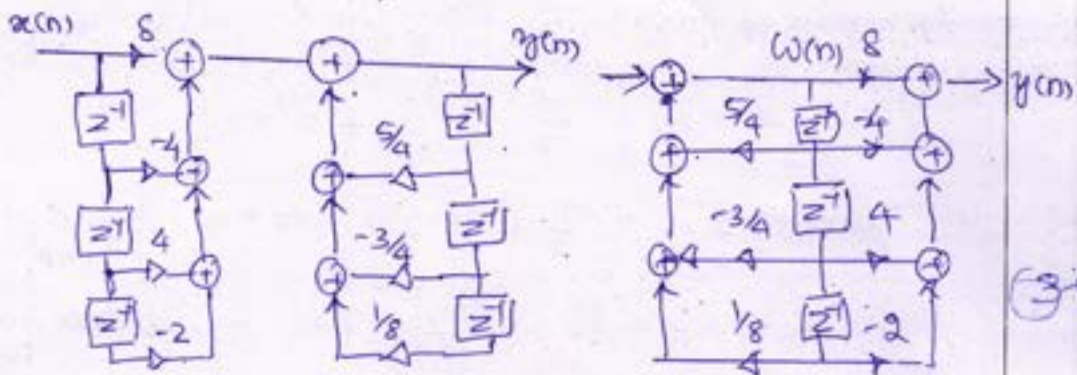 x(n) 8 + + y(n) + w(n) 8 + y(n)
z⁻¹ z⁻¹ 5/4 z⁻¹ -4
-4 + + 5/4 + +
z⁻¹ z⁻¹ -3/4 z⁻¹ 4
4 + + -3/4 + +
z⁻¹ -2 1/8 z⁻¹ 1/8 z⁻¹ -2